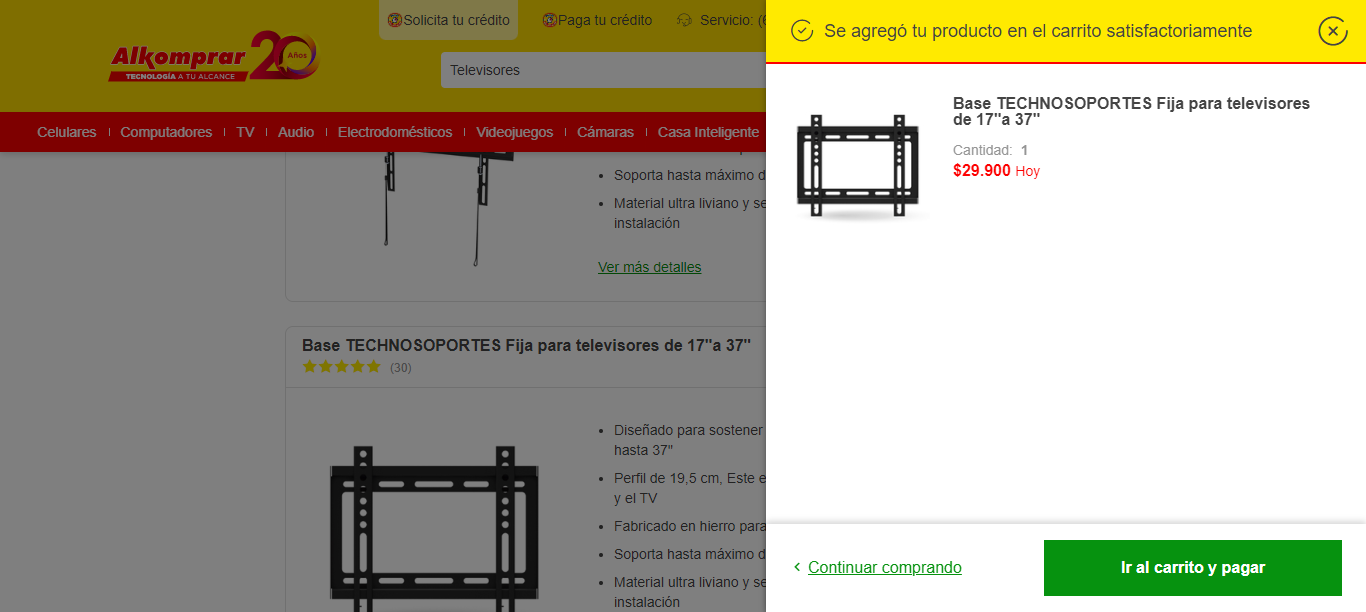 Solicita tu crédito
Paga tu crédito
Servicio: (6
Alkomprar 20 Años
TECNOLOGÍA A TU ALCANCE
Televisores
Celulares
Computadores
TV
Audio
Electrodomésticos
Videojuegos
Cámaras
Casa Inteligente
Soporta hasta máximo d
Material ultra liviano y se
instalación
Ver más detalles
Base TECHNOSOPORTES Fija para televisores de 17"a 37"
(30)
Diseñado para sostener
hasta 37"
Perfil de 19,5 cm, Este e
y el TV
Fabricado en hierro para
Soporta hasta máximo d
Material ultra liviano y se
instalación
Se agregó tu producto en el carrito satisfactoriamente
Base TECHNOSOPORTES Fija para televisores
de 17"a 37"
Cantidad: 1
$29.900 Hoy
Continuar comprando
Ir al carrito y pagar